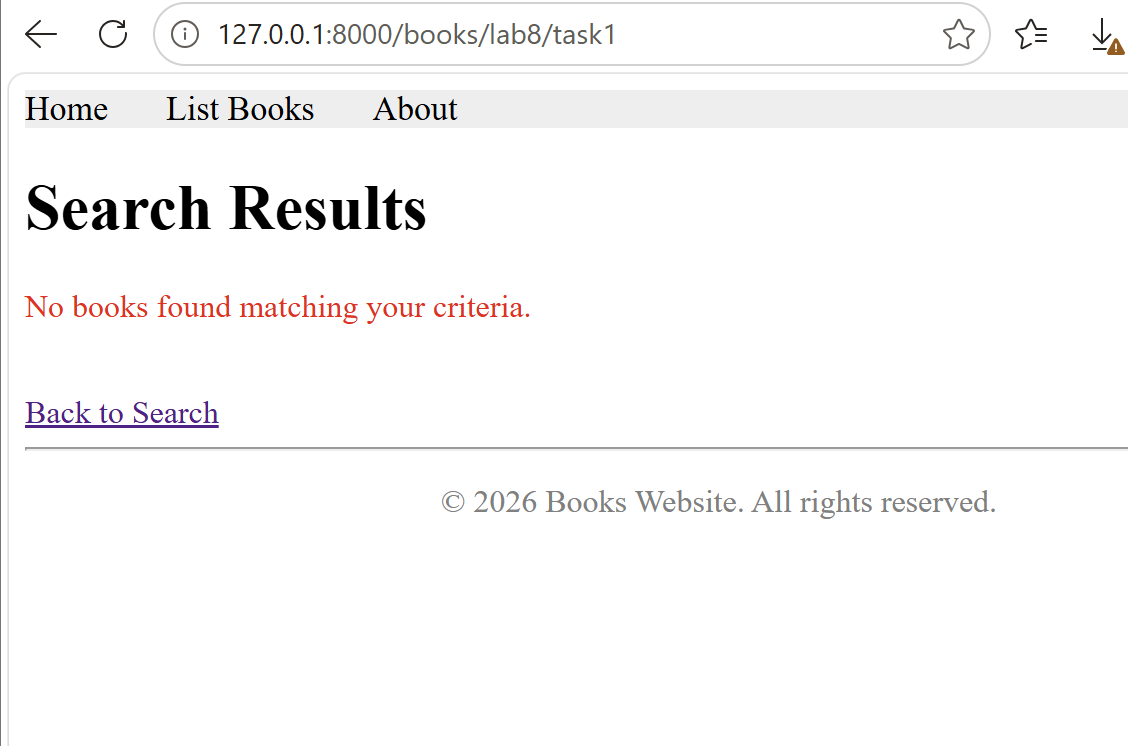 127.0.0.1:8000/books/lab8/task1
Home List Books About
Search Results
No books found matching your criteria.
Back to Search
© 2026 Books Website. All rights reserved.